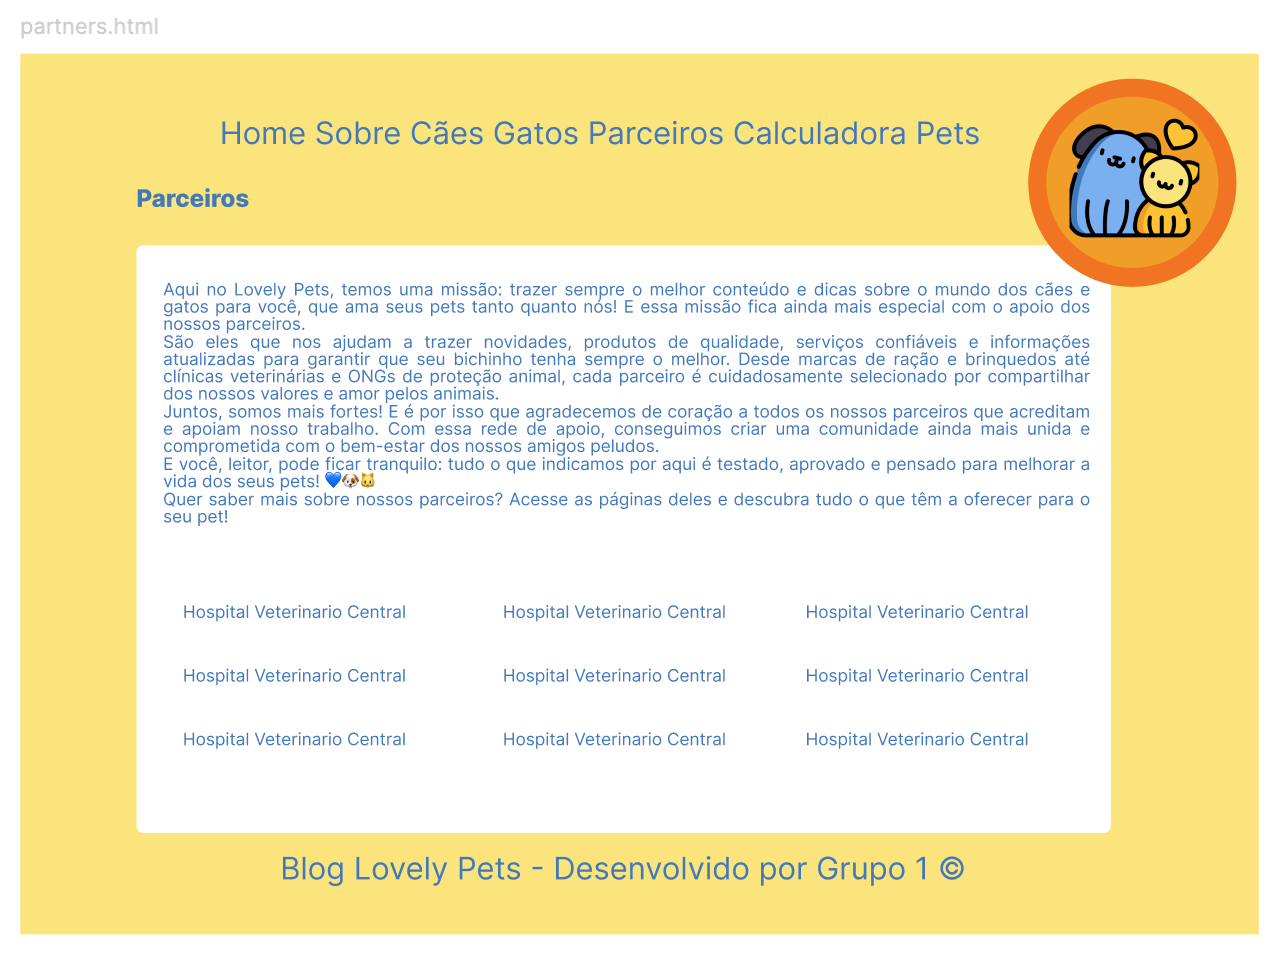 partners.html
Home Sobre Cães Gatos Parceiros Calculadora Pets
Parceiros
Aqui no Lovely Pets, temos uma missão: trazer sempre o melhor conteúdo e dicas sobre o mundo dos cães e
gatos para você, que ama seus pets tanto quanto nós! E essa missão fica ainda mais especial com o apoio dos
nossos parceiros.
São eles que nos ajudam a trazer novidades, produtos de qualidade, serviços confiáveis e informações
atualizadas para garantir que seu bichinho tenha sempre o melhor. Desde marcas de ração e brinquedos até
clínicas veterinárias e ONGs de proteção animal, cada parceiro é cuidadosamente selecionado por compartilhar
dos nossos valores e amor pelos animais.
Juntos, somos mais fortes! E é por isso que agradecemos de coração a todos os nossos parceiros que acreditam
e apoiam nosso trabalho. Com essa rede de apoio, conseguimos criar uma comunidade ainda mais unida e
comprometida com o bem-estar dos nossos amigos peludos.
E você, leitor, pode ficar tranquilo: tudo o que indicamos por aqui é testado, aprovado e pensado para melhorar a
vida dos seus pets! 💙🐶🐱
Quer saber mais sobre nossos parceiros? Acesse as páginas deles e descubra tudo o que têm a oferecer para o
seu pet!
Hospital Veterinario Central Hospital Veterinario Central Hospital Veterinario Central
Hospital Veterinario Central Hospital Veterinario Central Hospital Veterinario Central
Hospital Veterinario Central Hospital Veterinario Central Hospital Veterinario Central
Blog Lovely Pets - Desenvolvido por Grupo 1 ©